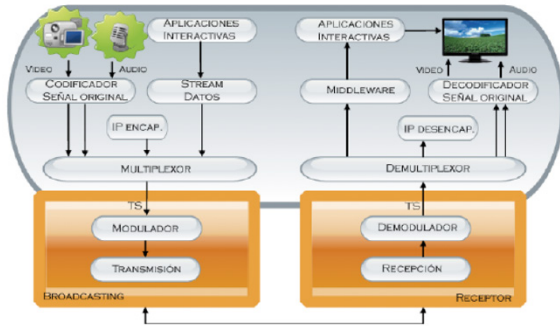 APLICACIONES
INTERACTIVAS
VIDEO
AUDIO
CODIFICADOR
SEÑAL ORIGINAL
STREAM
DATOS
IP ENCAP.
MULTIPLEXOR
TS
MODULADOR
TRANSMISIÓN
BROADCASTING
APLICACIONES
INTERACTIVAS
VIDEO
AUDIO
MIDDLEWARE
DECODIFICADOR
SEÑAL ORIGINAL
IP DESENCAP.
DEMULTIPLEXOR
TS
DEMODULADOR
RECEPCIÓN
RECEPTOR